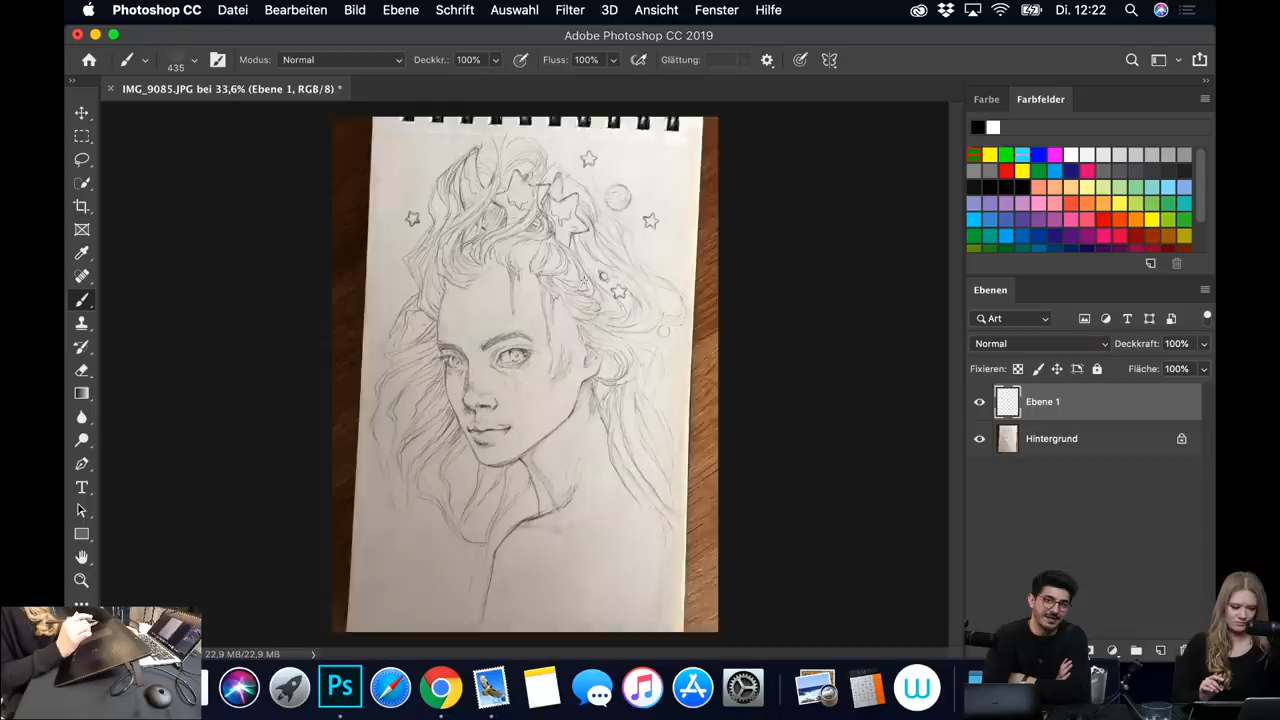 Photoshop CC Datei Bearbeiten Bild Ebene Schrift Auswahl Filter 3D Ansicht Fenster Hilfe Di. 12:22
Adobe Photoshop CC 2019
435 Modus: Normal Deckkr.: 100% Fluss: 100% Glättung:
× IMG_9085.JPG bei 33,6% (Ebene 1, RGB/8) *
Farbe Farbfelder
Ebenen
Art
Normal Deckkraft: 100%
Fixieren: Fläche: 100%
Ebene 1
Hintergrund
T
22,9 MB/22,9 MB
Ps
W